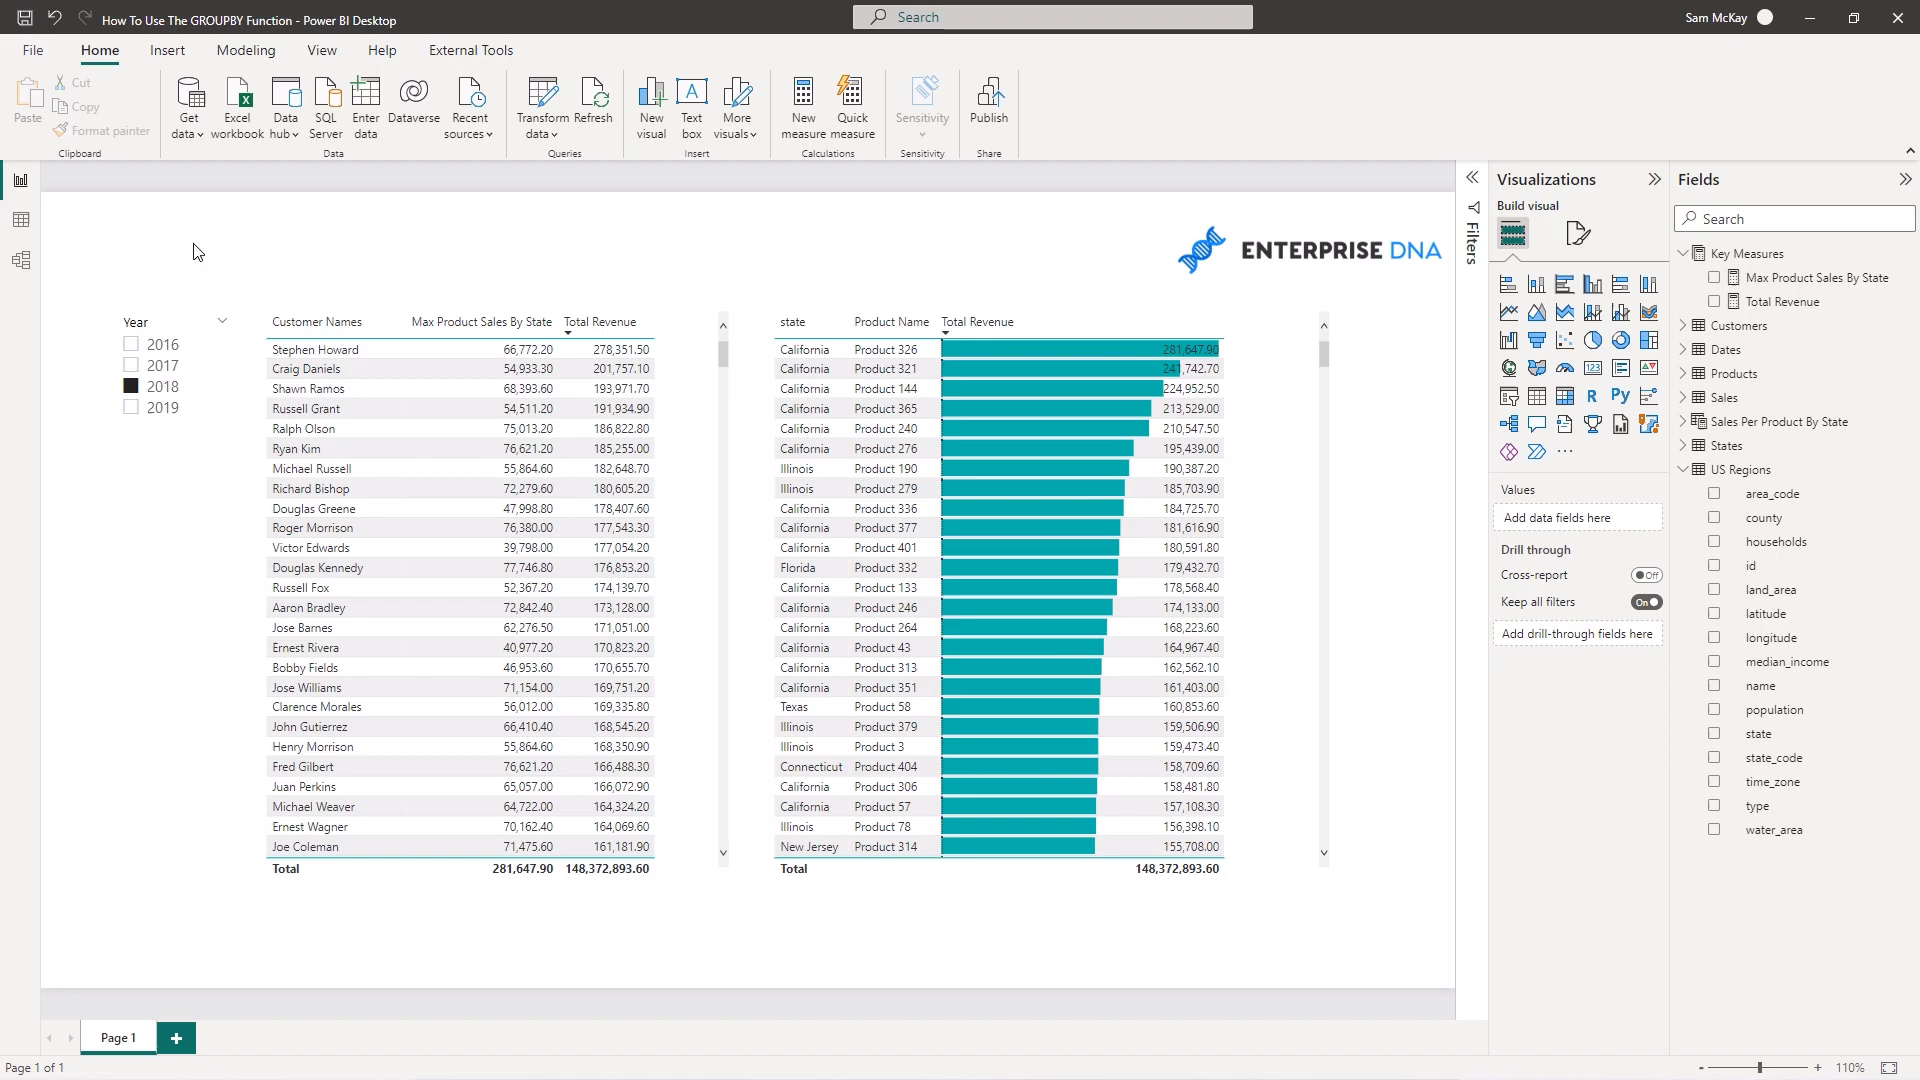 How To Use The GROUPBY Function - Power BI Desktop
Search
Sam McKay
File Home Insert Modeling View Help External Tools
Paste
Cut
Copy
Format painter
Clipboard
Get data
Excel workbook
Data hub
SQL Server
Enter data
Dataverse
Recent sources
Data
Transform data
Refresh
Queries
New visual
Text box
More visuals
Insert
New measure
Quick measure
Calculations
Sensitivity
Sensitivity
Publish
Share
ENTERPRISE DNA
Year
2016
2017
2018
2019
Customer Names Max Product Sales By State Total Revenue
Stephen Howard 66,772.20 278,351.50
Craig Daniels 54,933.30 201,757.10
Shawn Ramos 68,393.60 193,971.70
Russell Grant 54,511.20 191,934.90
Ralph Olson 75,013.20 186,822.80
Ryan Kim 76,621.20 185,255.00
Michael Russell 55,864.60 182,648.70
Richard Bishop 72,279.60 180,605.20
Douglas Greene 47,998.80 178,407.60
Roger Morrison 76,380.00 177,543.30
Victor Edwards 39,798.00 177,054.20
Douglas Kennedy 77,746.80 176,853.20
Russell Fox 52,367.20 174,139.70
Aaron Bradley 72,842.40 173,128.00
Jose Barnes 62,276.50 171,051.00
Ernest Rivera 40,977.20 170,823.20
Bobby Fields 46,953.60 170,655.70
Jose Williams 71,154.00 169,751.20
Clarence Morales 56,012.00 169,335.80
John Gutierrez 66,410.40 168,545.20
Henry Morrison 55,864.60 168,350.90
Fred Gilbert 76,621.20 166,488.30
Juan Perkins 65,057.00 166,072.90
Michael Weaver 64,722.00 164,324.20
Ernest Wagner 70,162.40 164,069.60
Joe Coleman 71,475.60 161,181.90
Total 281,647.90 148,372,893.60
state Product Name Total Revenue
California Product 326 281,647.90
California Product 321 241,742.70
California Product 144 224,952.50
California Product 365 213,529.00
California Product 240 210,547.50
California Product 276 195,439.00
Illinois Product 190 190,387.20
Illinois Product 279 185,703.90
California Product 336 184,725.70
California Product 377 181,616.90
California Product 401 180,591.80
Florida Product 332 179,432.70
California Product 133 178,568.40
California Product 246 174,133.00
California Product 264 168,223.60
California Product 43 164,967.40
California Product 313 162,562.10
California Product 351 161,403.00
Texas Product 58 160,853.60
Illinois Product 379 159,506.90
Illinois Product 3 159,473.40
Connecticut Product 404 158,709.60
California Product 306 158,481.80
California Product 57 157,108.30
Illinois Product 78 156,398.10
New Jersey Product 314 155,708.00
Total 148,372,893.60
Filters
Visualizations
Build visual
123
R
Py
Values
Add data fields here
Drill through
Cross-report Off
Keep all filters On
Add drill-through fields here
Fields
Search
Key Measures
Max Product Sales By State
Total Revenue
Customers
Dates
Products
Sales
Sales Per Product By State
States
US Regions
area_code
county
households
id
land_area
latitude
longitude
median_income
name
population
state
state_code
time_zone
type
water_area
Page 1
Page 1 of 1
110%